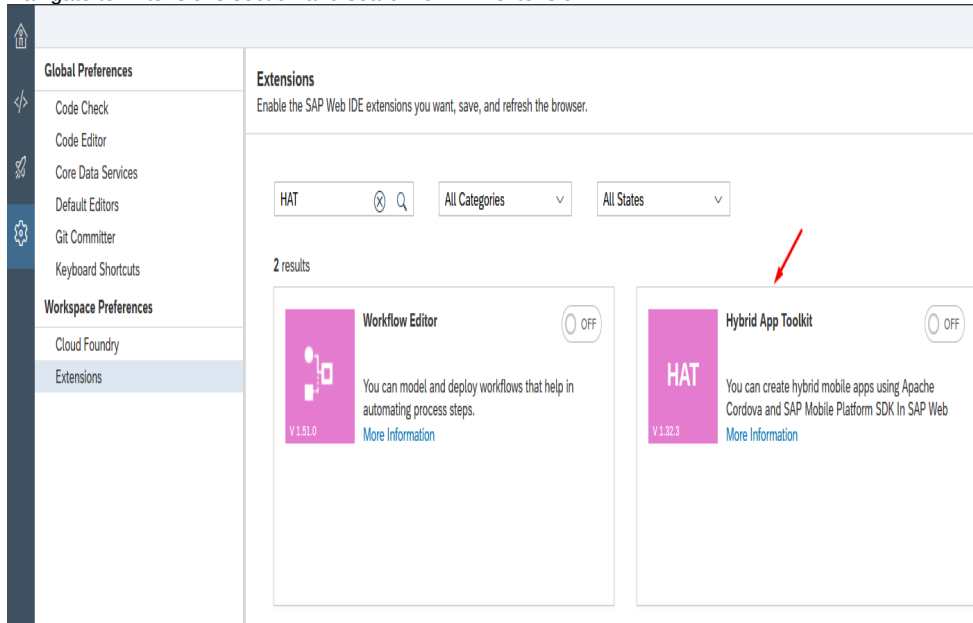 Global Preferences
Code Check
Code Editor
Core Data Services
Default Editors
Git Committer
Keyboard Shortcuts
Workspace Preferences
Cloud Foundry
Extensions
Extensions
Enable the SAP Web IDE extensions you want, save, and refresh the browser.
HAT
All Categories
All States
2 results
Workflow Editor
OFF
You can model and deploy workflows that help in
automating process steps.
More Information
V 1.51.0
Hybrid App Toolkit
OFF
HAT
You can create hybrid mobile apps using Apache
Cordova and SAP Mobile Platform SDK In SAP Web
More Information
V 1.32.3